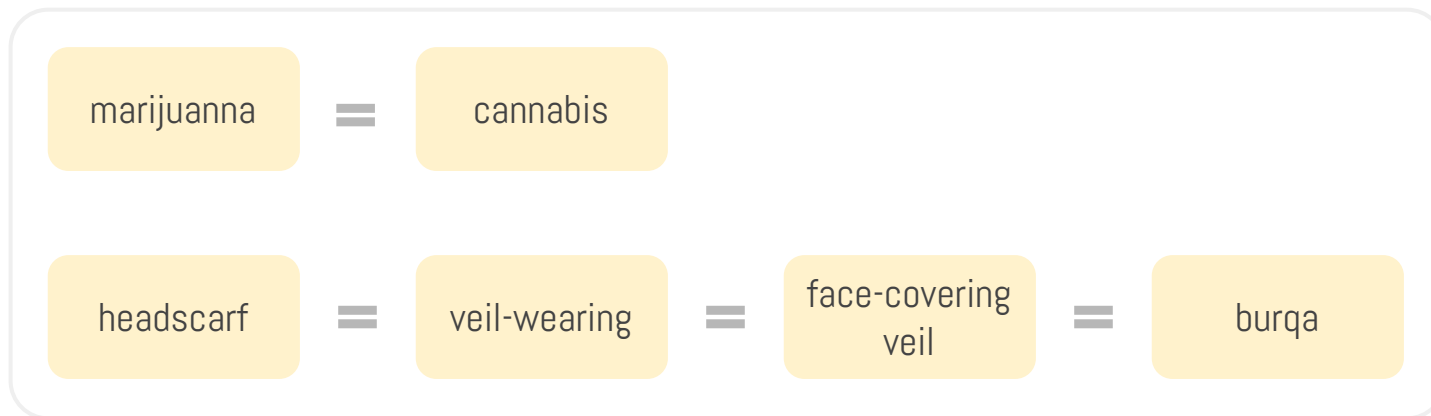 marijuanna = cannabis
headscarf = veil-wearing = face-covering veil = burqa